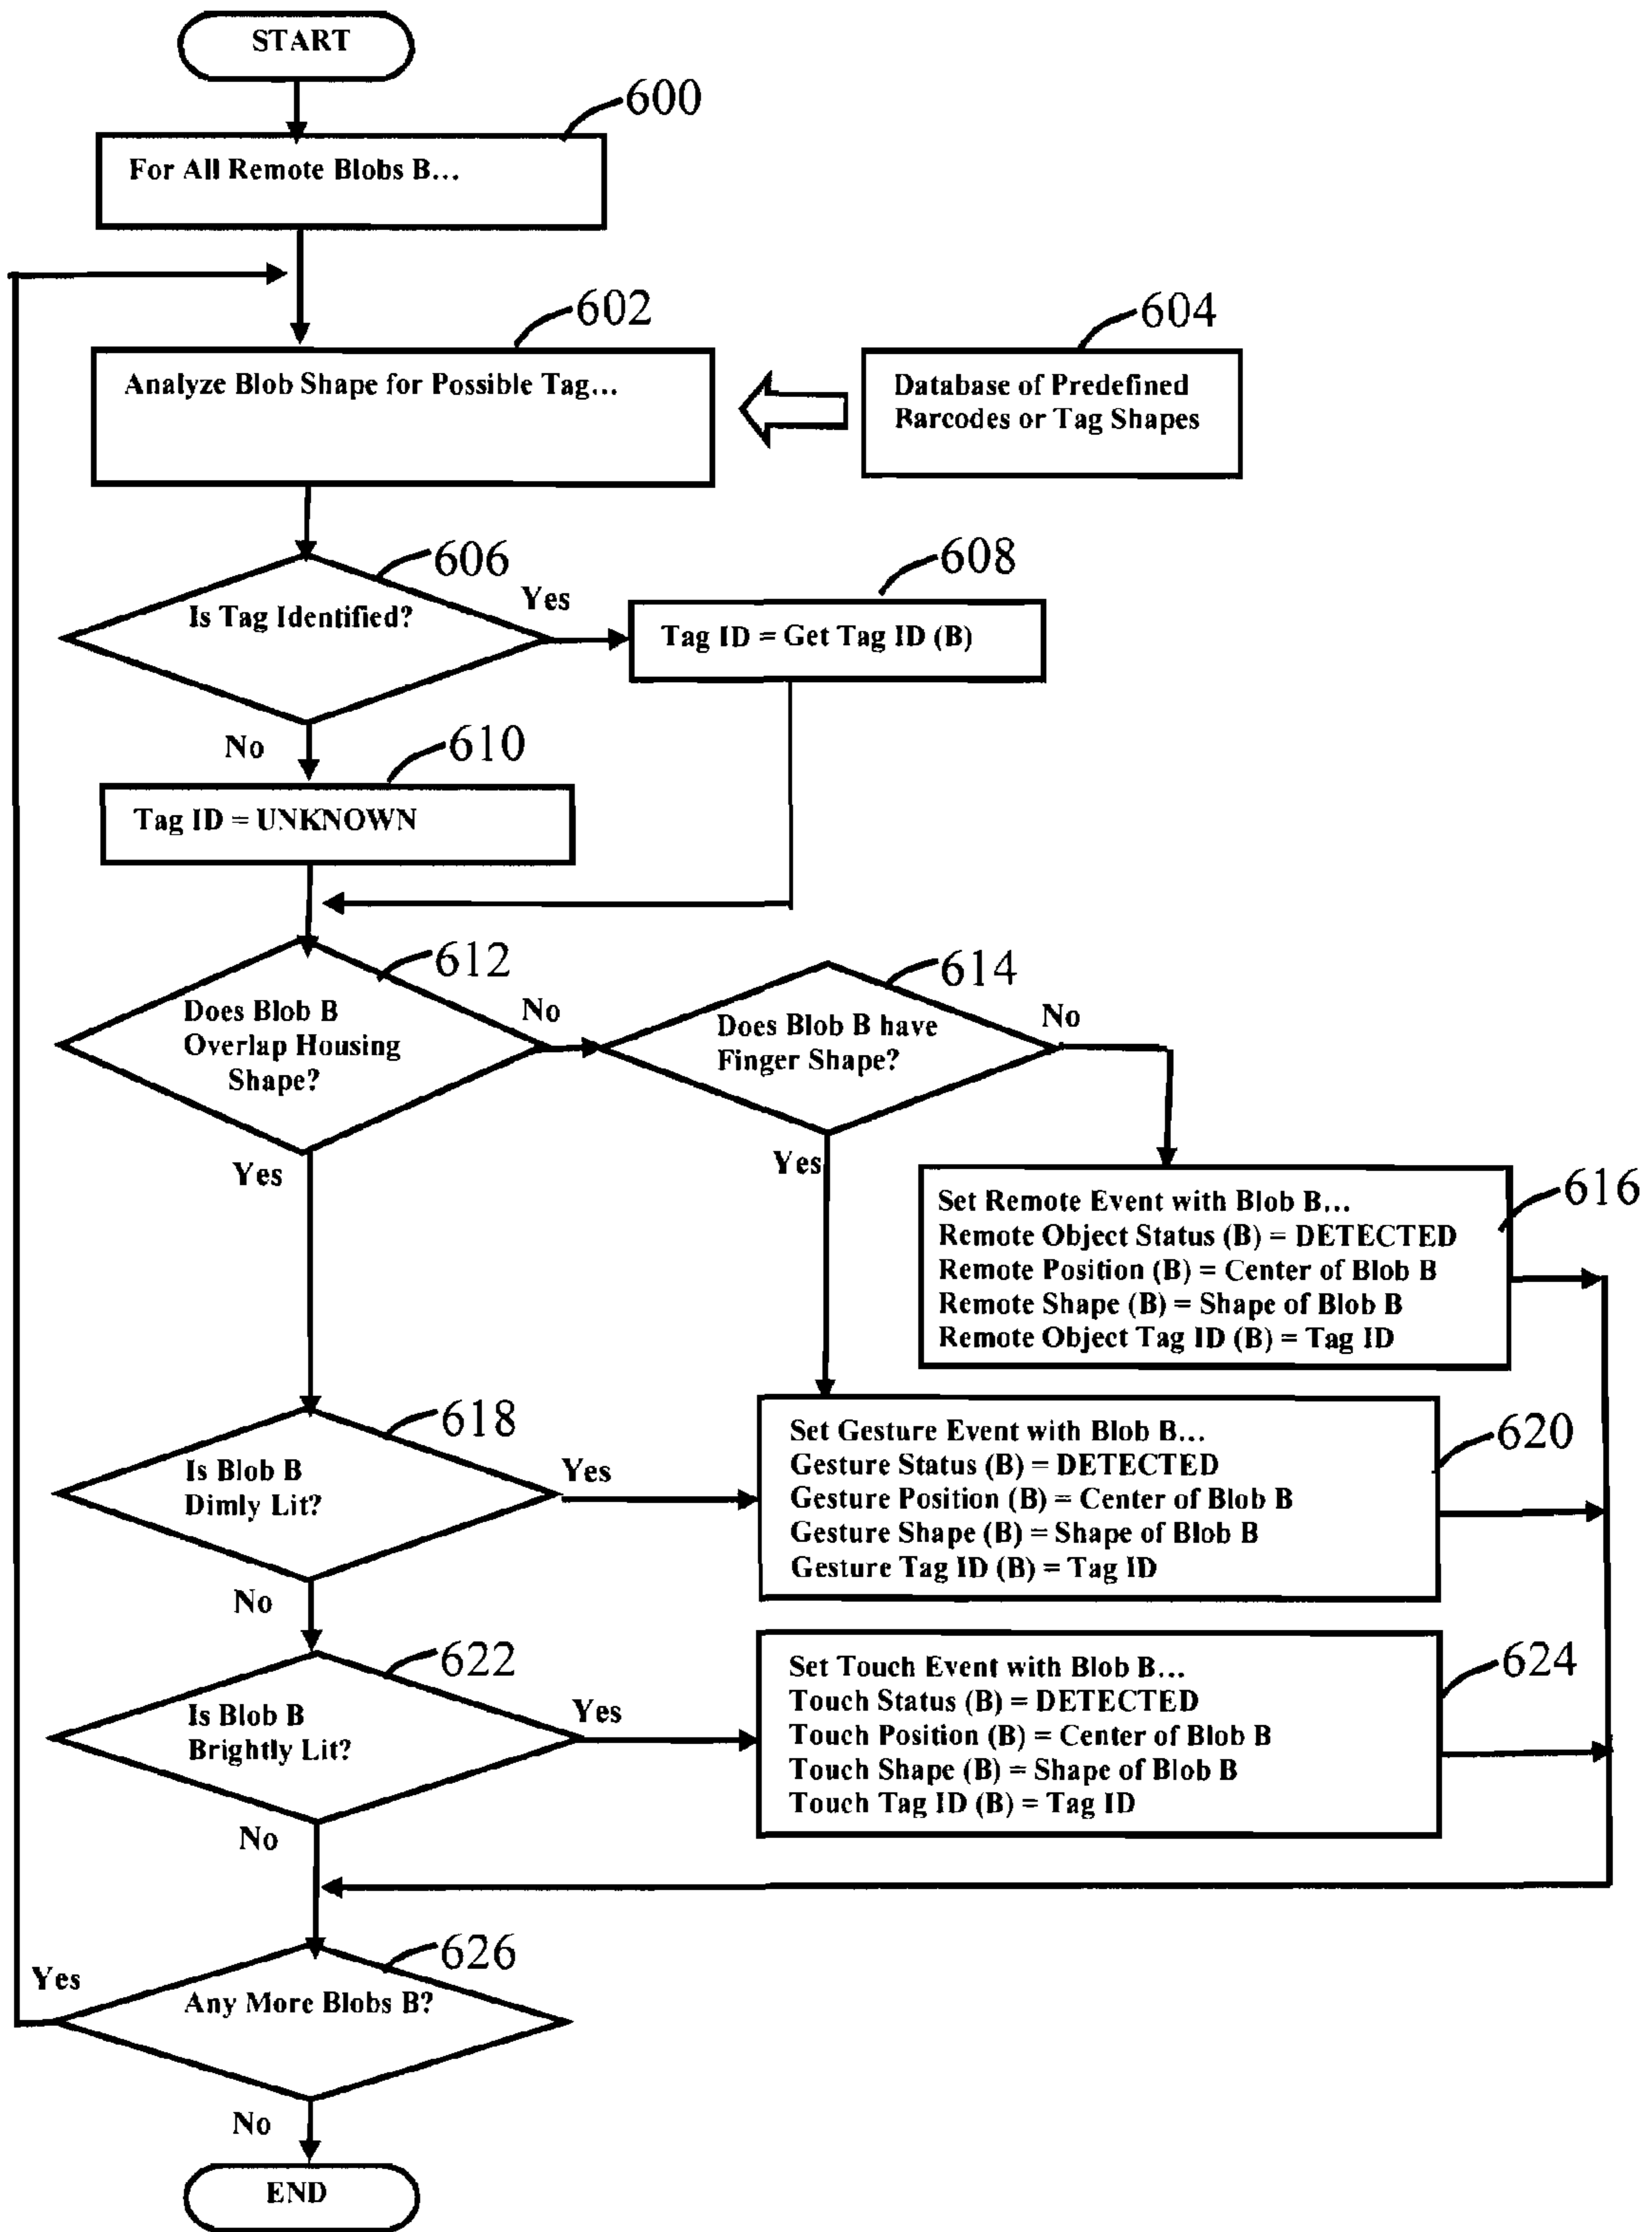 START
600
For All Remote Blobs B...
602
604
Analyze Blob Shape for Possible Tag...
Database of Predefined
Barcodes or Tag Shapes
606
608
Is Tag Identified?
Yes
Tag ID = Get Tag ID (B)
No
610
Tag ID = UNKNOWN
612
614
Does Blob B
Overlap Housing
Shape?
No
Does Blob B have
Finger Shape?
No
Yes
Yes
616
Set Remote Event with Blob B...
Remote Object Status (B) = DETECTED
Remote Position (B) = Center of Blob B
Remote Shape (B) = Shape of Blob B
Remote Object Tag ID (B) = Tag ID
618
Is Blob B
Dimly Lit?
Yes
620
Set Gesture Event with Blob B...
Gesture Status (B) = DETECTED
Gesture Position (B) = Center of Blob B
Gesture Shape (B) = Shape of Blob B
Gesture Tag ID (B) = Tag ID
No
622
Is Blob B
Brightly Lit?
Yes
624
Set Touch Event with Blob B...
Touch Status (B) = DETECTED
Touch Position (B) = Center of Blob B
Touch Shape (B) = Shape of Blob B
Touch Tag ID (B) = Tag ID
No
626
Yes
Any More Blobs B?
No
END